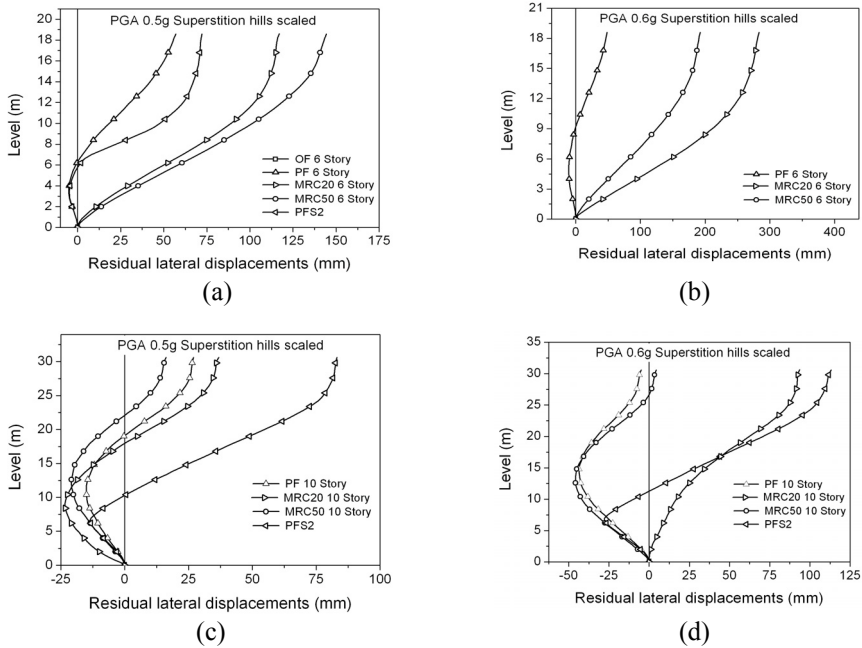 PGA 0.5g Superstition hills scaled
20
18
16
14
12
10
8
6
4
2
0
Level (m)
OF 6 Story
PF 6 Story
MRC20 6 Story
MRC50 6 Story
PFS2
0 25 50 75 100 125 150 175
Residual lateral displacements (mm)
(a)
PGA 0.6g Superstition hills scaled
21
18
15
12
9
6
3
0
Level (m)
PF 6 Story
MRC20 6 Story
MRC50 6 Story
0 100 200 300 400
Residual lateral displacements (mm)
(b)
PGA 0.5g Superstition hills scaled
30
25
20
15
10
5
0
Level (m)
PF 10 Story
MRC20 10 Story
MRC50 10 Story
PFS2
-25 0 25 50 75 100
Residual lateral displacements (mm)
(c)
PGA 0.6g Superstition hills scaled
35
30
25
20
15
10
5
0
Level (m)
PF 10 Story
MRC20 10 Story
MRC50 10 Story
PFS2
-50 -25 0 25 50 75 100 125
Residual lateral displacements (mm)
(d)